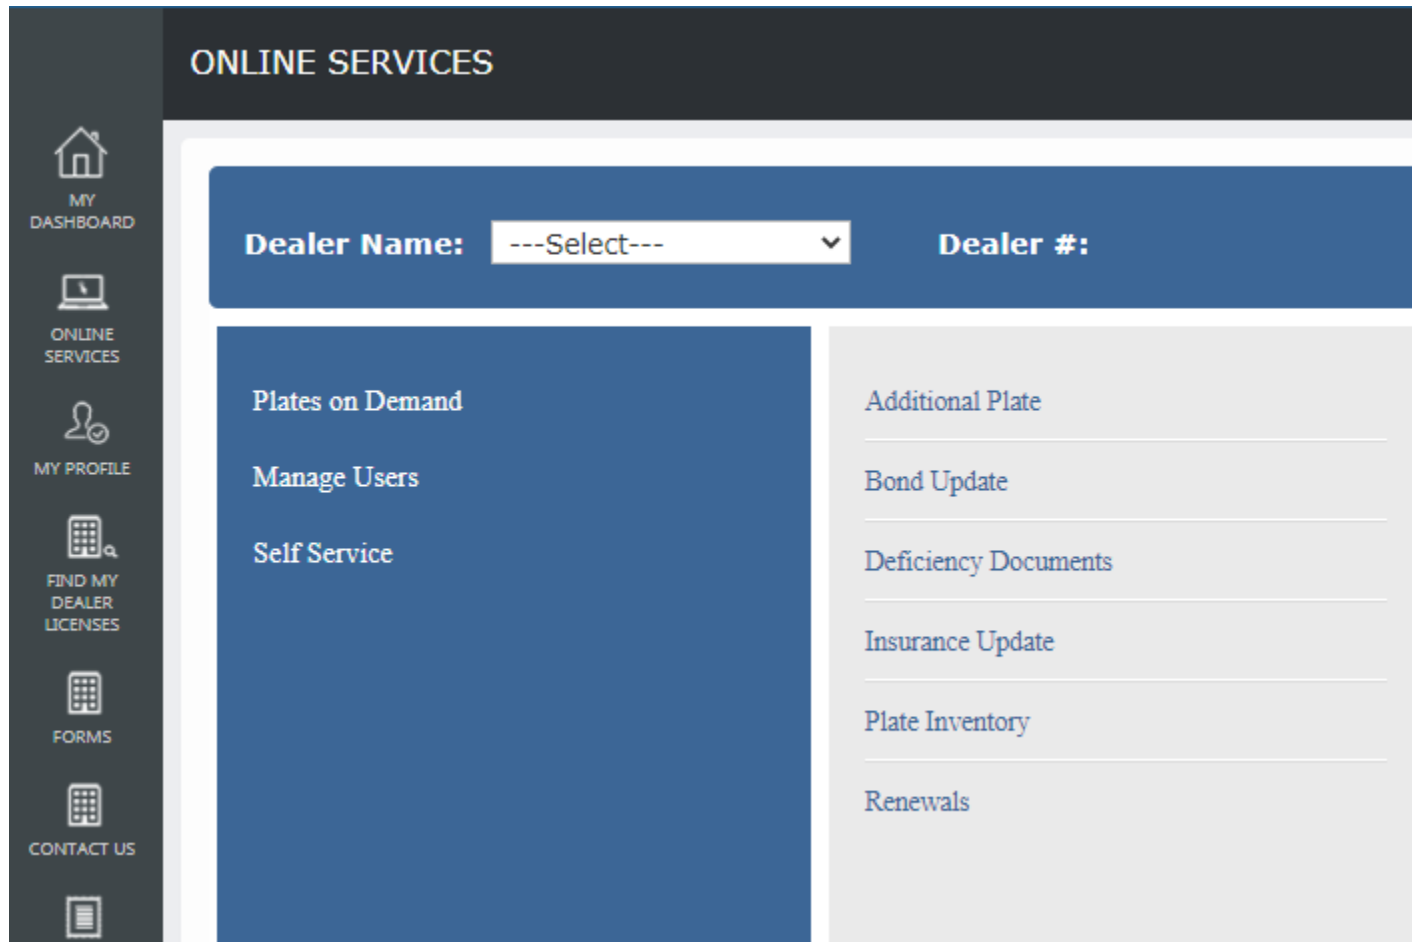 ONLINE SERVICES
MY
DASHBOARD
ONLINE
SERVICES
MY PROFILE
FIND MY
DEALER
LICENSES
FORMS
CONTACT US
Dealer Name: ---Select--- Dealer #:
Plates on Demand
Manage Users
Self Service
Additional Plate
Bond Update
Deficiency Documents
Insurance Update
Plate Inventory
Renewals